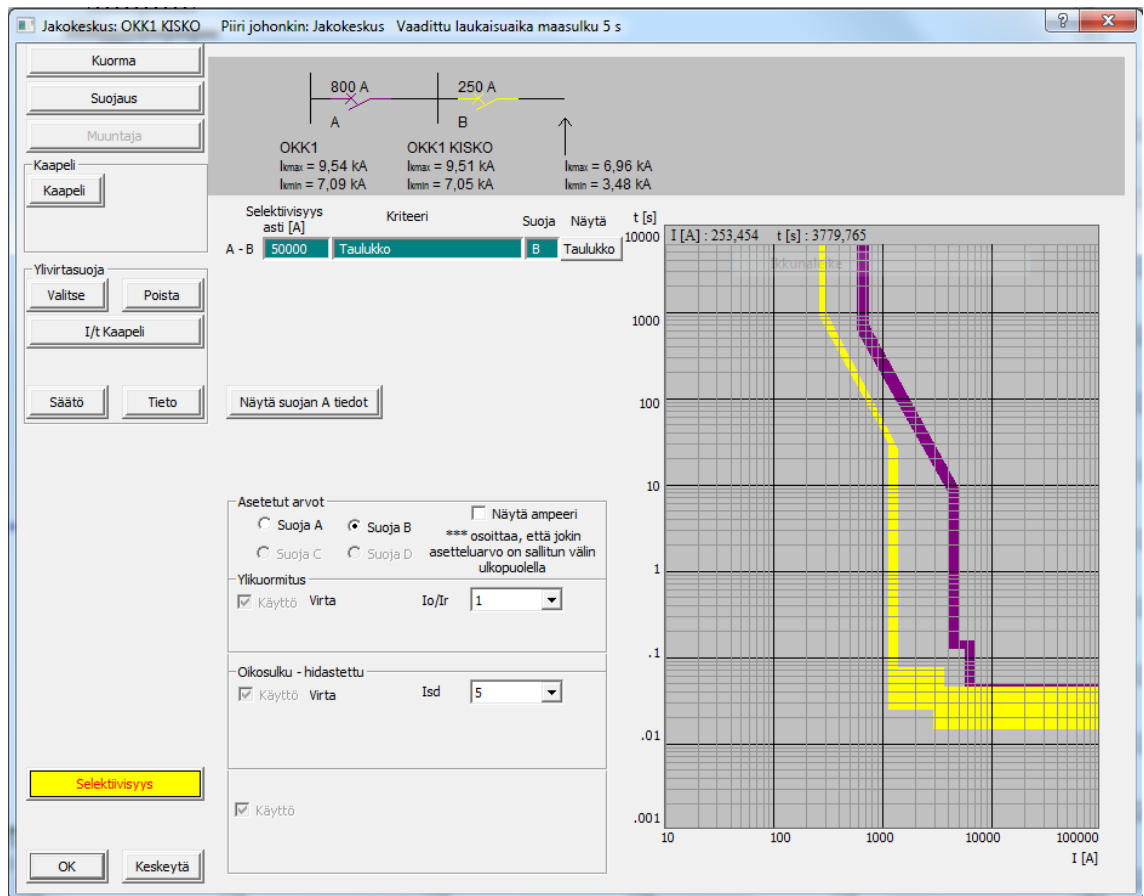 Jakokeskus: OKK1 KISKO Piiri johonkin: Jakokeskus Vaadittu laukaisuaika maasulku 5 s
Kuorma
Suojaus
Muuntaja
Kaapeli
Kaapeli
Ylivirtasuoja
Valitse Poista
I/t Kaapeli
Säätö Tieto
Selektiivisyys
OK Keskeytä
800 A 250 A
A B
OKK1 OKK1 KISKO
Ikmax = 9,54 kA Ikmax = 9,51 kA Ikmax = 6,96 kA
Ikmin = 7,09 kA Ikmin = 7,05 kA Ikmin = 3,48 kA
Selektiivisyys asti [A] Kriteeri Suoja Näytä
A - B 50000 Taulukko B Taulukko
Näytä suojan A tiedot
Asetetut arvot
Suoja A Suoja B Näytä ampeeri
Suoja C Suoja D
*** osoittaa, että jokin
asetteluarvo on sallitun välin
ulkopuolella
Ylikuormitus
Käyttö Virta Io/Ir 1
Oikosulku - hidastettu
Käyttö Virta Isd 5
Käyttö
t [s]
I [A] : 253,454 t [s] : 3779,765
Ikkunaleike
10000
1000
100
10
1
.1
.01
.001
10 100 1000 10000 100000
I [A]